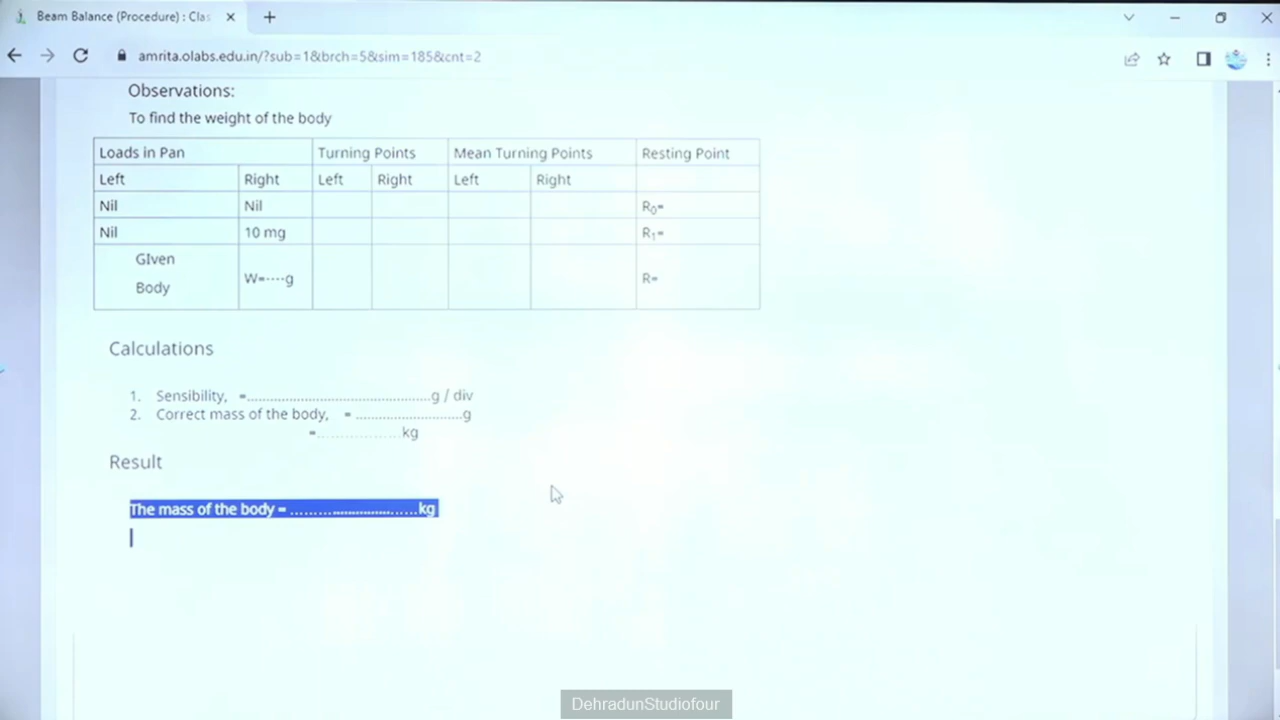 Beam Balance (Procedure) : Clas
amrita.olabs.edu.in/?sub=1&brch=5&sim=185&cnt=2
Observations:
To find the weight of the body
Loads in Pan Turning Points Mean Turning Points Resting Point
Left Right Left Right Left Right
Nil Nil R0=
Nil 10 mg R1=
GIven
Body W=····g R=
Calculations
1. Sensibility, =..............................................g / div
2. Correct mass of the body, = ...........................g
=.....................kg
Result
The mass of the body = ................................kg
DehradunStudiofour